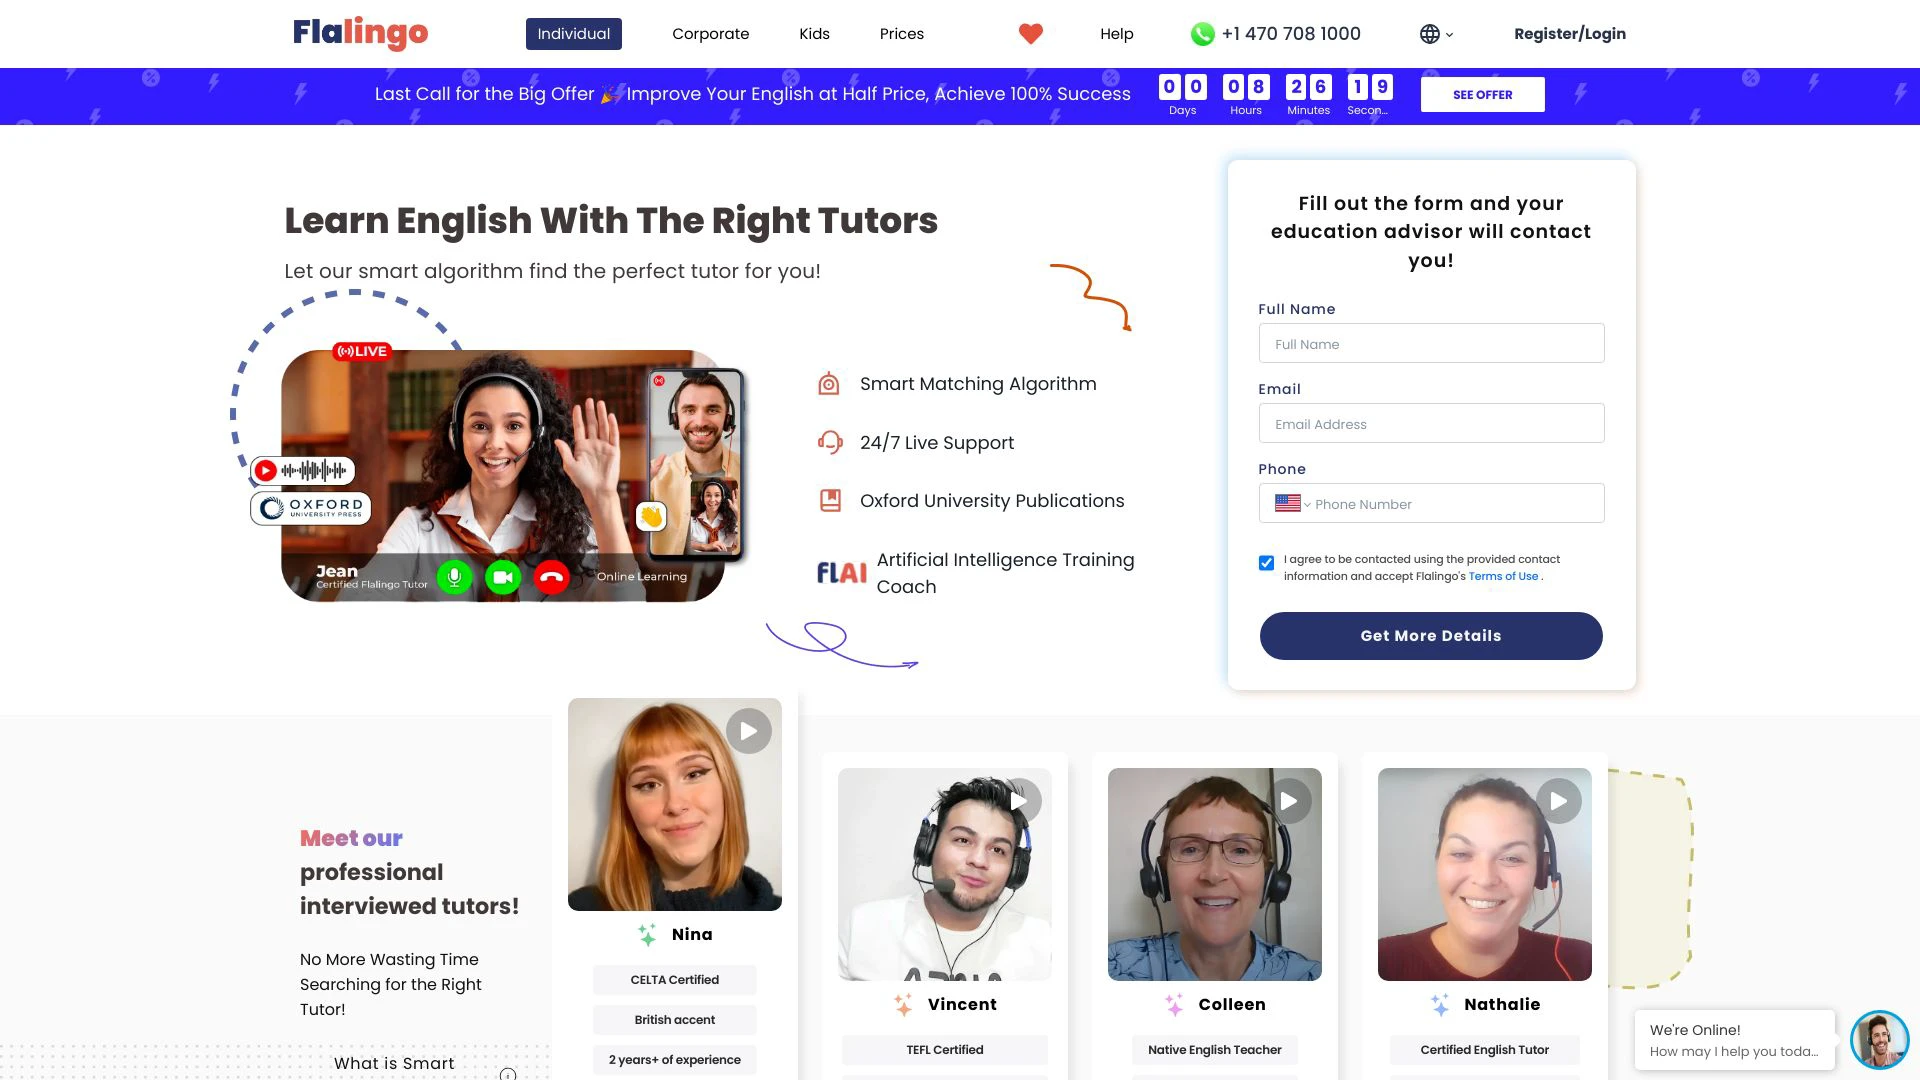 Flalingo
Individual
Corporate
Kids
Prices
Help
+1 470 708 1000
Register/Login
Last Call for the Big Offer 🎉 Improve Your English at Half Price, Achieve 100% Success
00 08 26 19
Days Hours Minutes Secon...
SEE OFFER
Learn English With The Right Tutors
Let our smart algorithm find the perfect tutor for you!
LIVE
OXFORD
UNIVERSITY PRESS
Jean
Certified Flalingo Tutor
Online Learning
Smart Matching Algorithm
24/7 Live Support
Oxford University Publications
FLAI
Artificial Intelligence Training
Coach
Fill out the form and your
education advisor will contact
you!
Full Name
Full Name
Email
Email Address
Phone
Phone Number
I agree to be contacted using the provided contact
information and accept Flalingo's Terms of Use .
Get More Details
Meet our
professional
interviewed tutors!
No More Wasting Time
Searching for the Right
Tutor!
What is Smart
Nina
CELTA Certified
British accent
2 years+ of experience
Vincent
TEFL Certified
Colleen
Native English Teacher
Nathalie
Certified English Tutor
We're Online!
How may I help you toda...